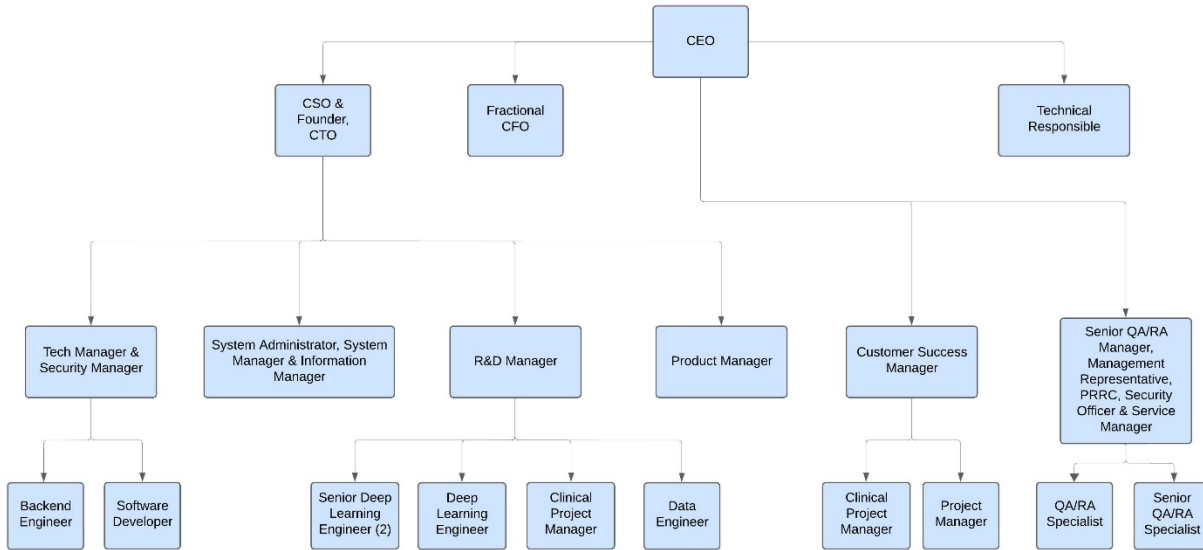 CEO
CSO &
Founder,
CTO
Fractional
CFO
Technical
Responsible
Tech Manager &
Security Manager
System Administrator, System
Manager & Information
Manager
R&D Manager
Product Manager
Customer Success
Manager
Senior QA/RA
Manager,
Management
Representative,
PRRC, Security
Officer & Service
Manager
Backend
Engineer
Software
Developer
Senior Deep
Learning
Engineer (2)
Deep
Learning
Engineer
Clinical
Project
Manager
Data
Engineer
Clinical
Project
Manager
Project
Manager
QA/RA
Specialist
Senior
QA/RA
Specialist